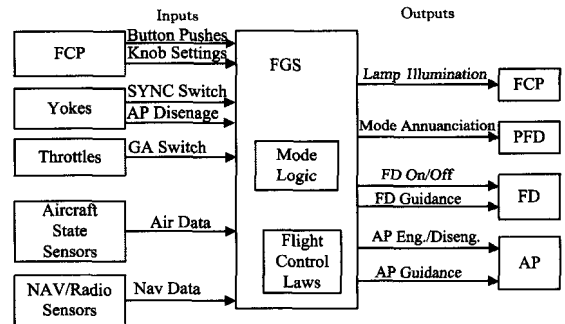 Inputs
Outputs
FCP
Button Pushes
Knob Settings
Yokes
SYNC Switch
AP Disenage
Throttles
GA Switch
Aircraft
State
Sensors
Air Data
NAV/Radio
Sensors
Nav Data
FGS
Mode
Logic
Flight
Control
Laws
Lamp Illumination
FCP
Mode Annuanciation
PFD
FD On/Off
FD Guidance
FD
AP Eng./Diseng.
AP Guidance
AP